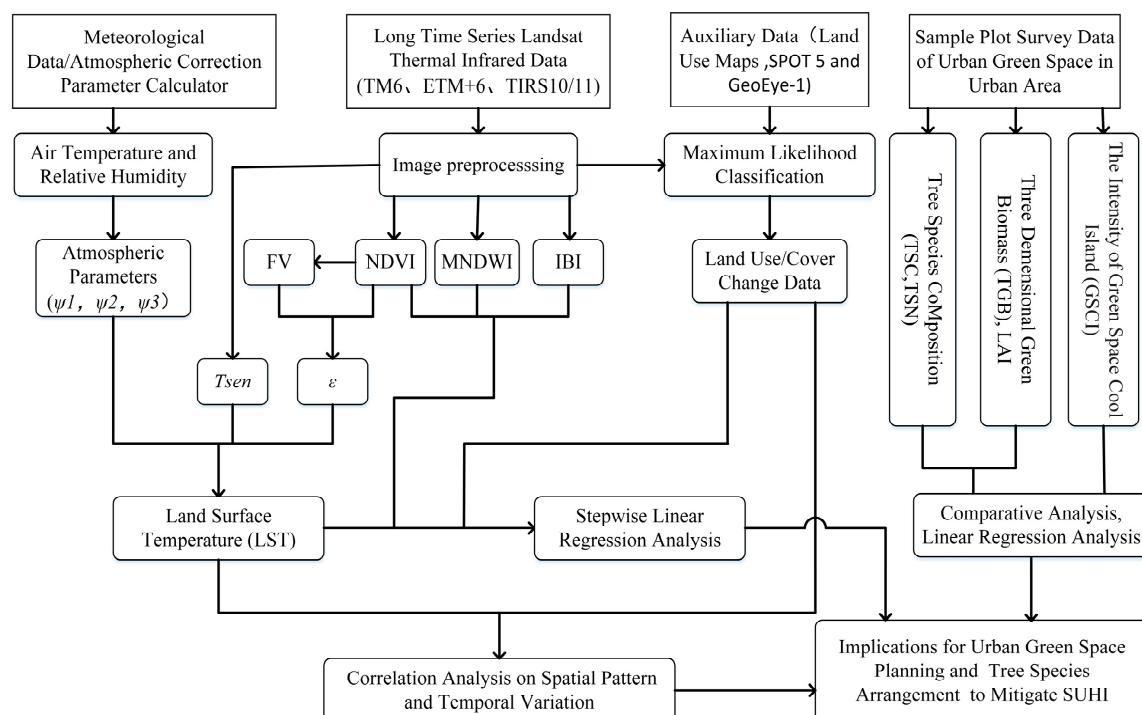 Meteorological
Data/Atmospheric Correction
Parameter Calculator
Long Time Series Landsat
Thermal Infrared Data
(TM6、ETM+6、TIRS10/11)
Auxiliary Data（Land
Use Maps ,SPOT 5 and
GeoEye-1)
Sample Plot Survey Data
of Urban Green Space in
Urban Area
Air Temperature and
Relative Humidity
Image preprocesssing
Maximum Likelihood
Classification
Tree Species CoMposition
(TSC,TSN)
Three Demensional Green
Biomass (TGB), LAI
The Intensity of Green Space Cool
Island (GSCI)
Atmospheric
Parameters
(ψ1，ψ2，ψ3）
FV
NDVI
MNDWI
IBI
Land Use/Cover
Change Data
Tsen
ε
Land Surface
Temperature (LST)
Stepwise Linear
Regression Analysis
Comparative Analysis,
Linear Regression Analysis
Correlation Analysis on Spatial Pattern
and Temporal Variation
Implications for Urban Green Space
Planning and Tree Species
Arrangement to Mitigate SUHI